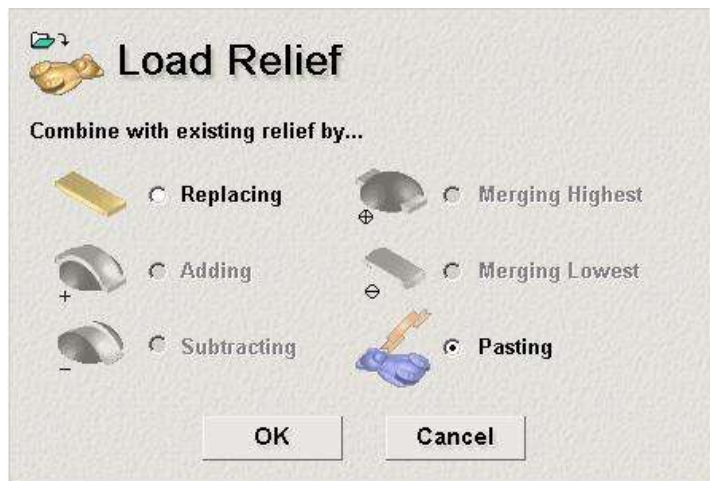 Load Relief
Combine with existing relief by...
Replacing
Merging Highest
Adding
Merging Lowest
Subtracting
Pasting
OK
Cancel